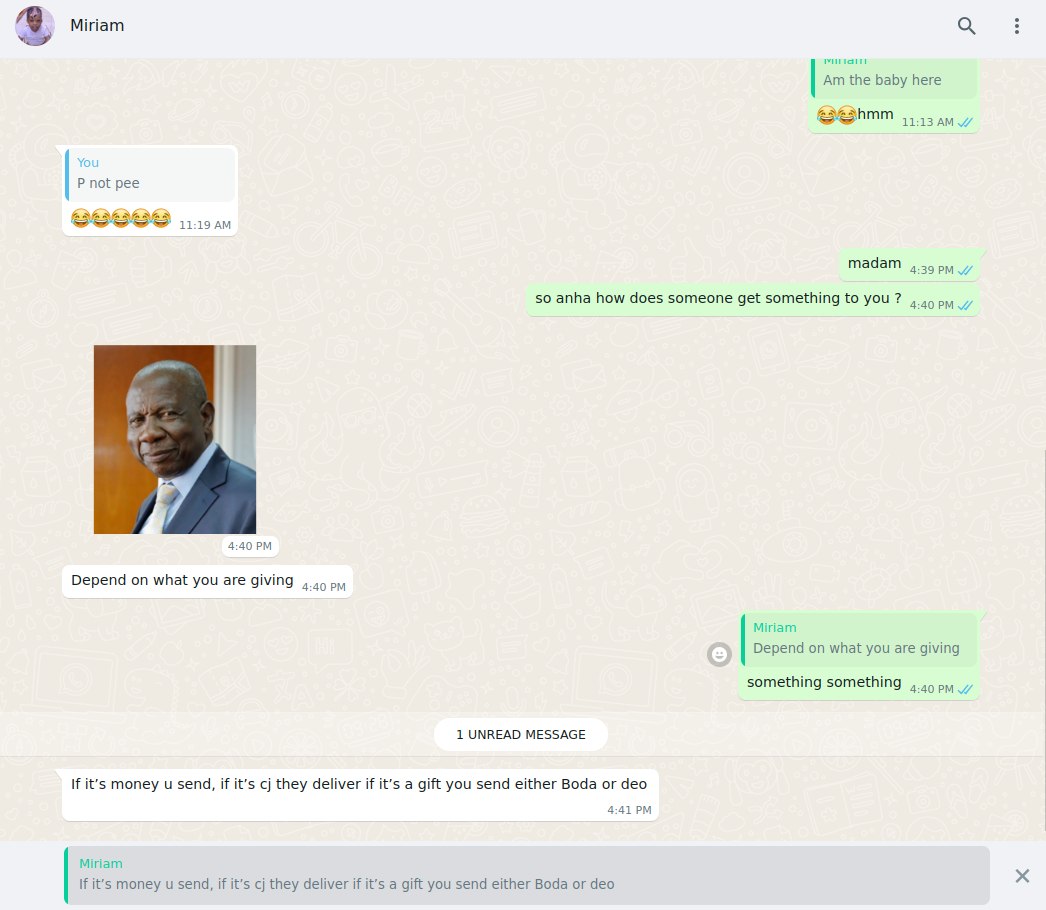 Miriam
Miriam
Am the baby here
😂😂hmm 11:13 AM
You
P not pee
😂😂😂😂😂 11:19 AM
madam 4:39 PM
so anha how does someone get something to you ? 4:40 PM
4:40 PM
Depend on what you are giving 4:40 PM
Miriam
Depend on what you are giving
something something 4:40 PM
1 UNREAD MESSAGE
If it’s money u send, if it’s cj they deliver if it’s a gift you send either Boda or deo
4:41 PM
Miriam
If it’s money u send, if it’s cj they deliver if it’s a gift you send either Boda or deo